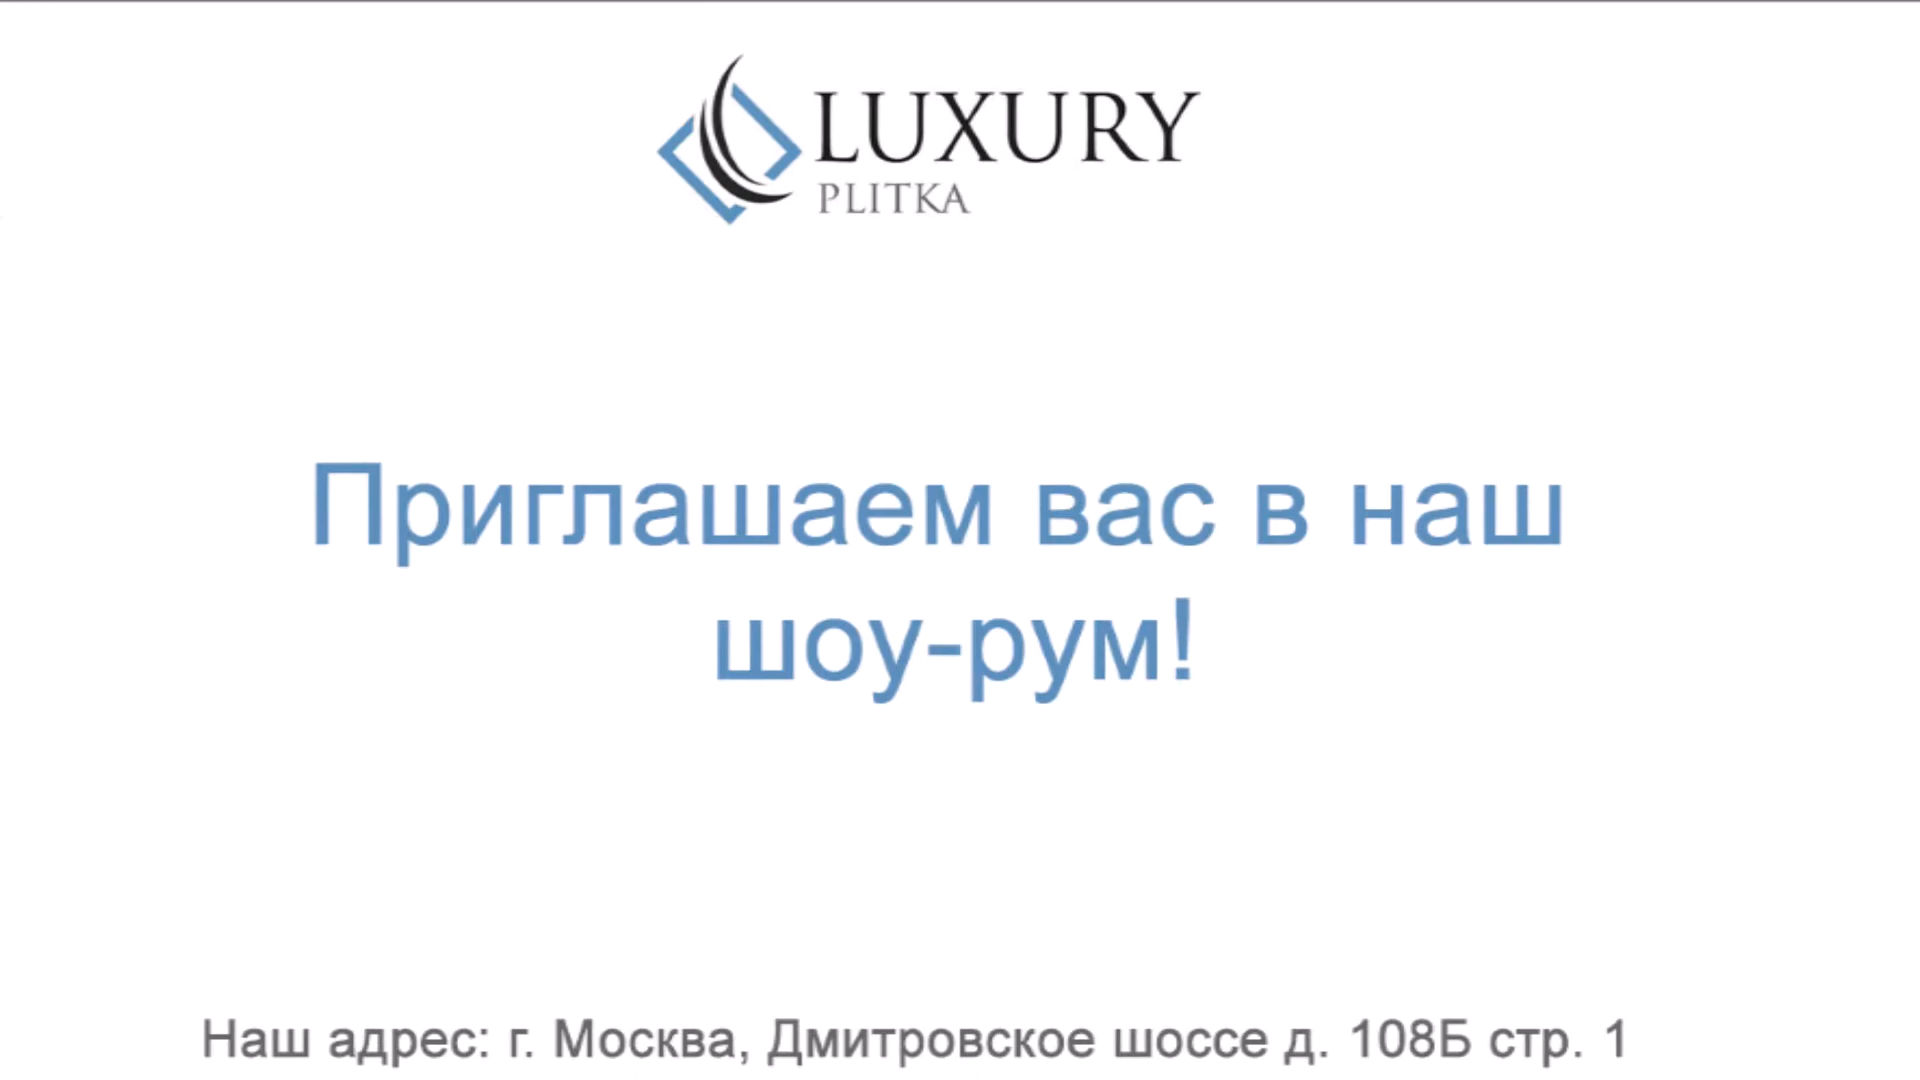 LUXURY
PLITKA
Приглашаем вас в наш
шоу-рум!
Наш адрес: г. Москва, Дмитровское шоссе д. 108Б стр. 1